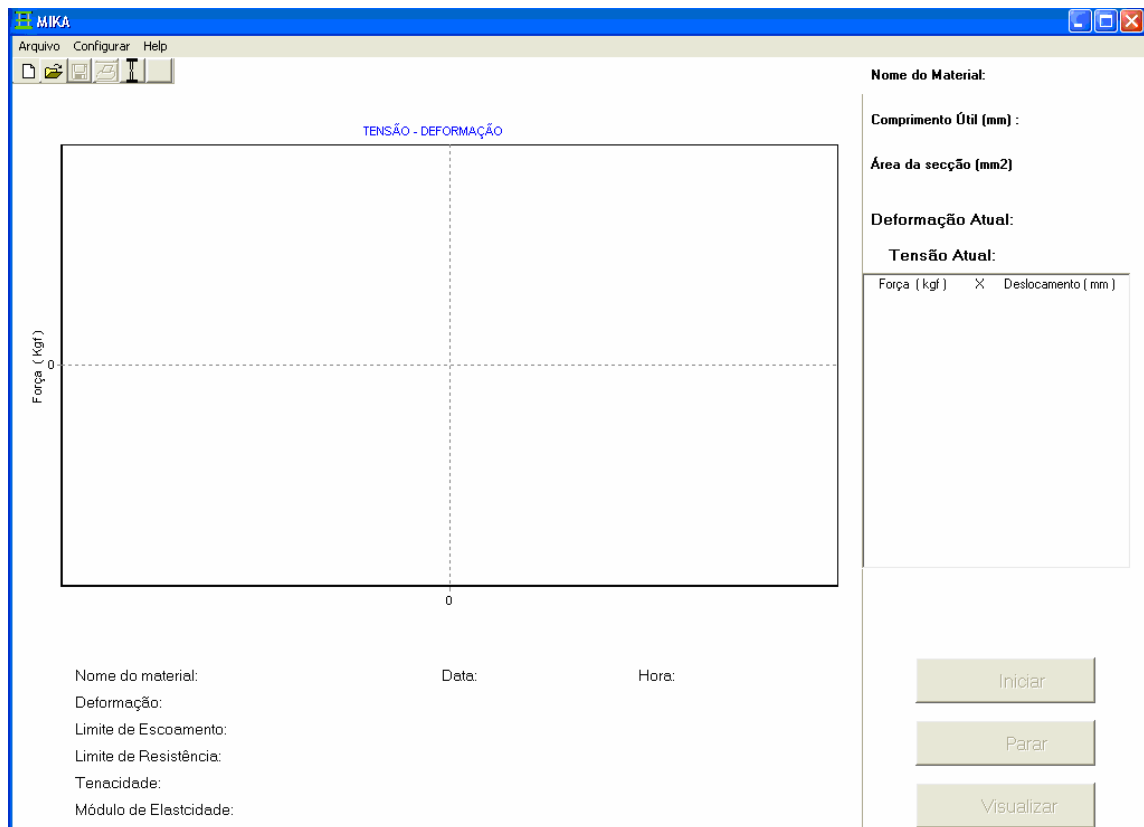 MIKA
Arquivo Configurar Help
Nome do Material:
Comprimento Útil (mm) :
Área da secção (mm2)
Deformação Atual:
Tensão Atual:
Força ( kgf ) X Deslocamento ( mm )
TENSÃO - DEFORMAÇÃO
Força ( Kgf )
0
0
Nome do material: Data: Hora:
Deformação:
Limite de Escoamento:
Limite de Resistência:
Tenacidade:
Módulo de Elastcidade:
Iniciar
Parar
Visualizar